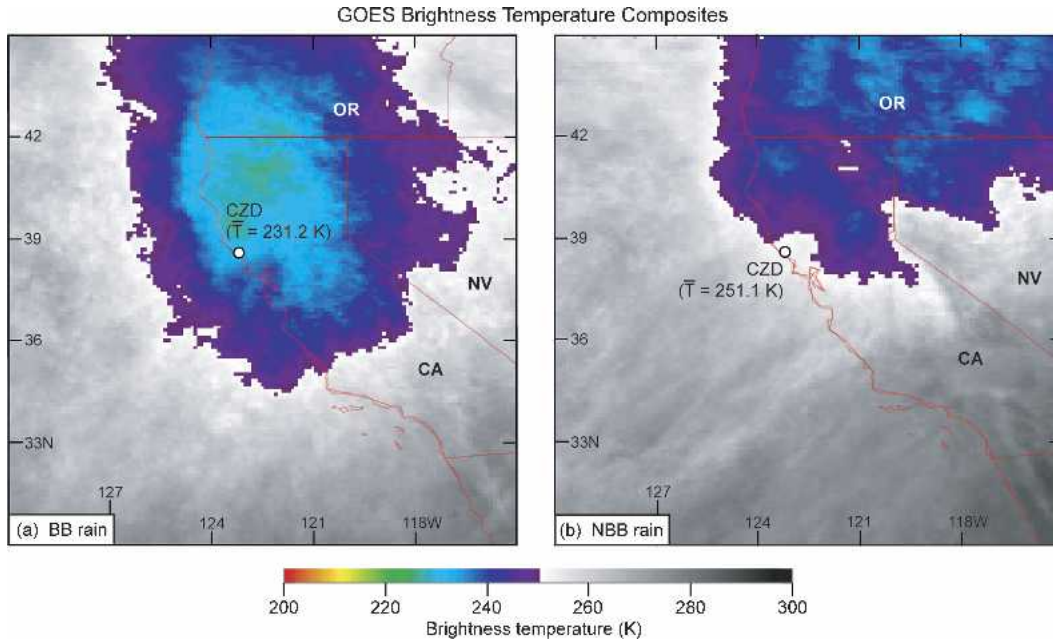 GOES Brightness Temperature Composites
OR
42
CZD
(T̅ = 231.2 K)
39
NV
36
CA
33N
127
124
121
118W
(a) BB rain
OR
42
39
CZD
(T̅ = 251.1 K)
NV
36
CA
33N
127
124
121
118W
(b) NBB rain
200
220
240
260
280
300
Brightness temperature (K)